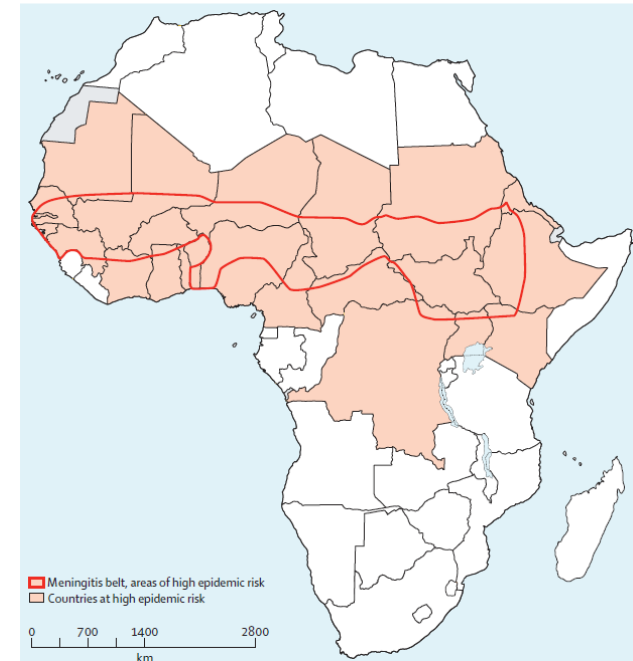 Meningitis belt, areas of high epidemic risk
Countries at high epidemic risk
0 700 1400 2800
km